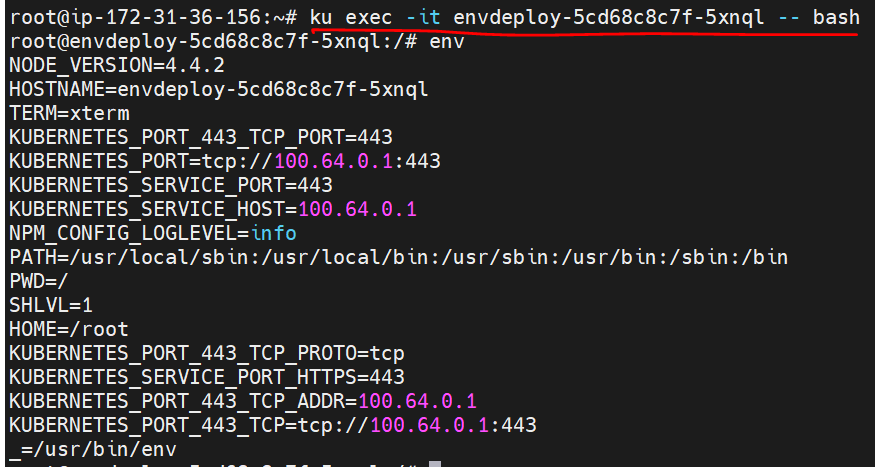 root@ip-172-31-36-156:~# ku exec -it envdeploy-5cd68c8c7f-5xnql -- bash
root@envdeploy-5cd68c8c7f-5xnql:/# env
NODE_VERSION=4.4.2
HOSTNAME=envdeploy-5cd68c8c7f-5xnql
TERM=xterm
KUBERNETES_PORT_443_TCP_PORT=443
KUBERNETES_PORT=tcp://100.64.0.1:443
KUBERNETES_SERVICE_PORT=443
KUBERNETES_SERVICE_HOST=100.64.0.1
NPM_CONFIG_LOGLEVEL=info
PATH=/usr/local/sbin:/usr/local/bin:/usr/sbin:/usr/bin:/sbin:/bin
PWD=/
SHLVL=1
HOME=/root
KUBERNETES_PORT_443_TCP_PROTO=tcp
KUBERNETES_SERVICE_PORT_HTTPS=443
KUBERNETES_PORT_443_TCP_ADDR=100.64.0.1
KUBERNETES_PORT_443_TCP=tcp://100.64.0.1:443
_=/usr/bin/env